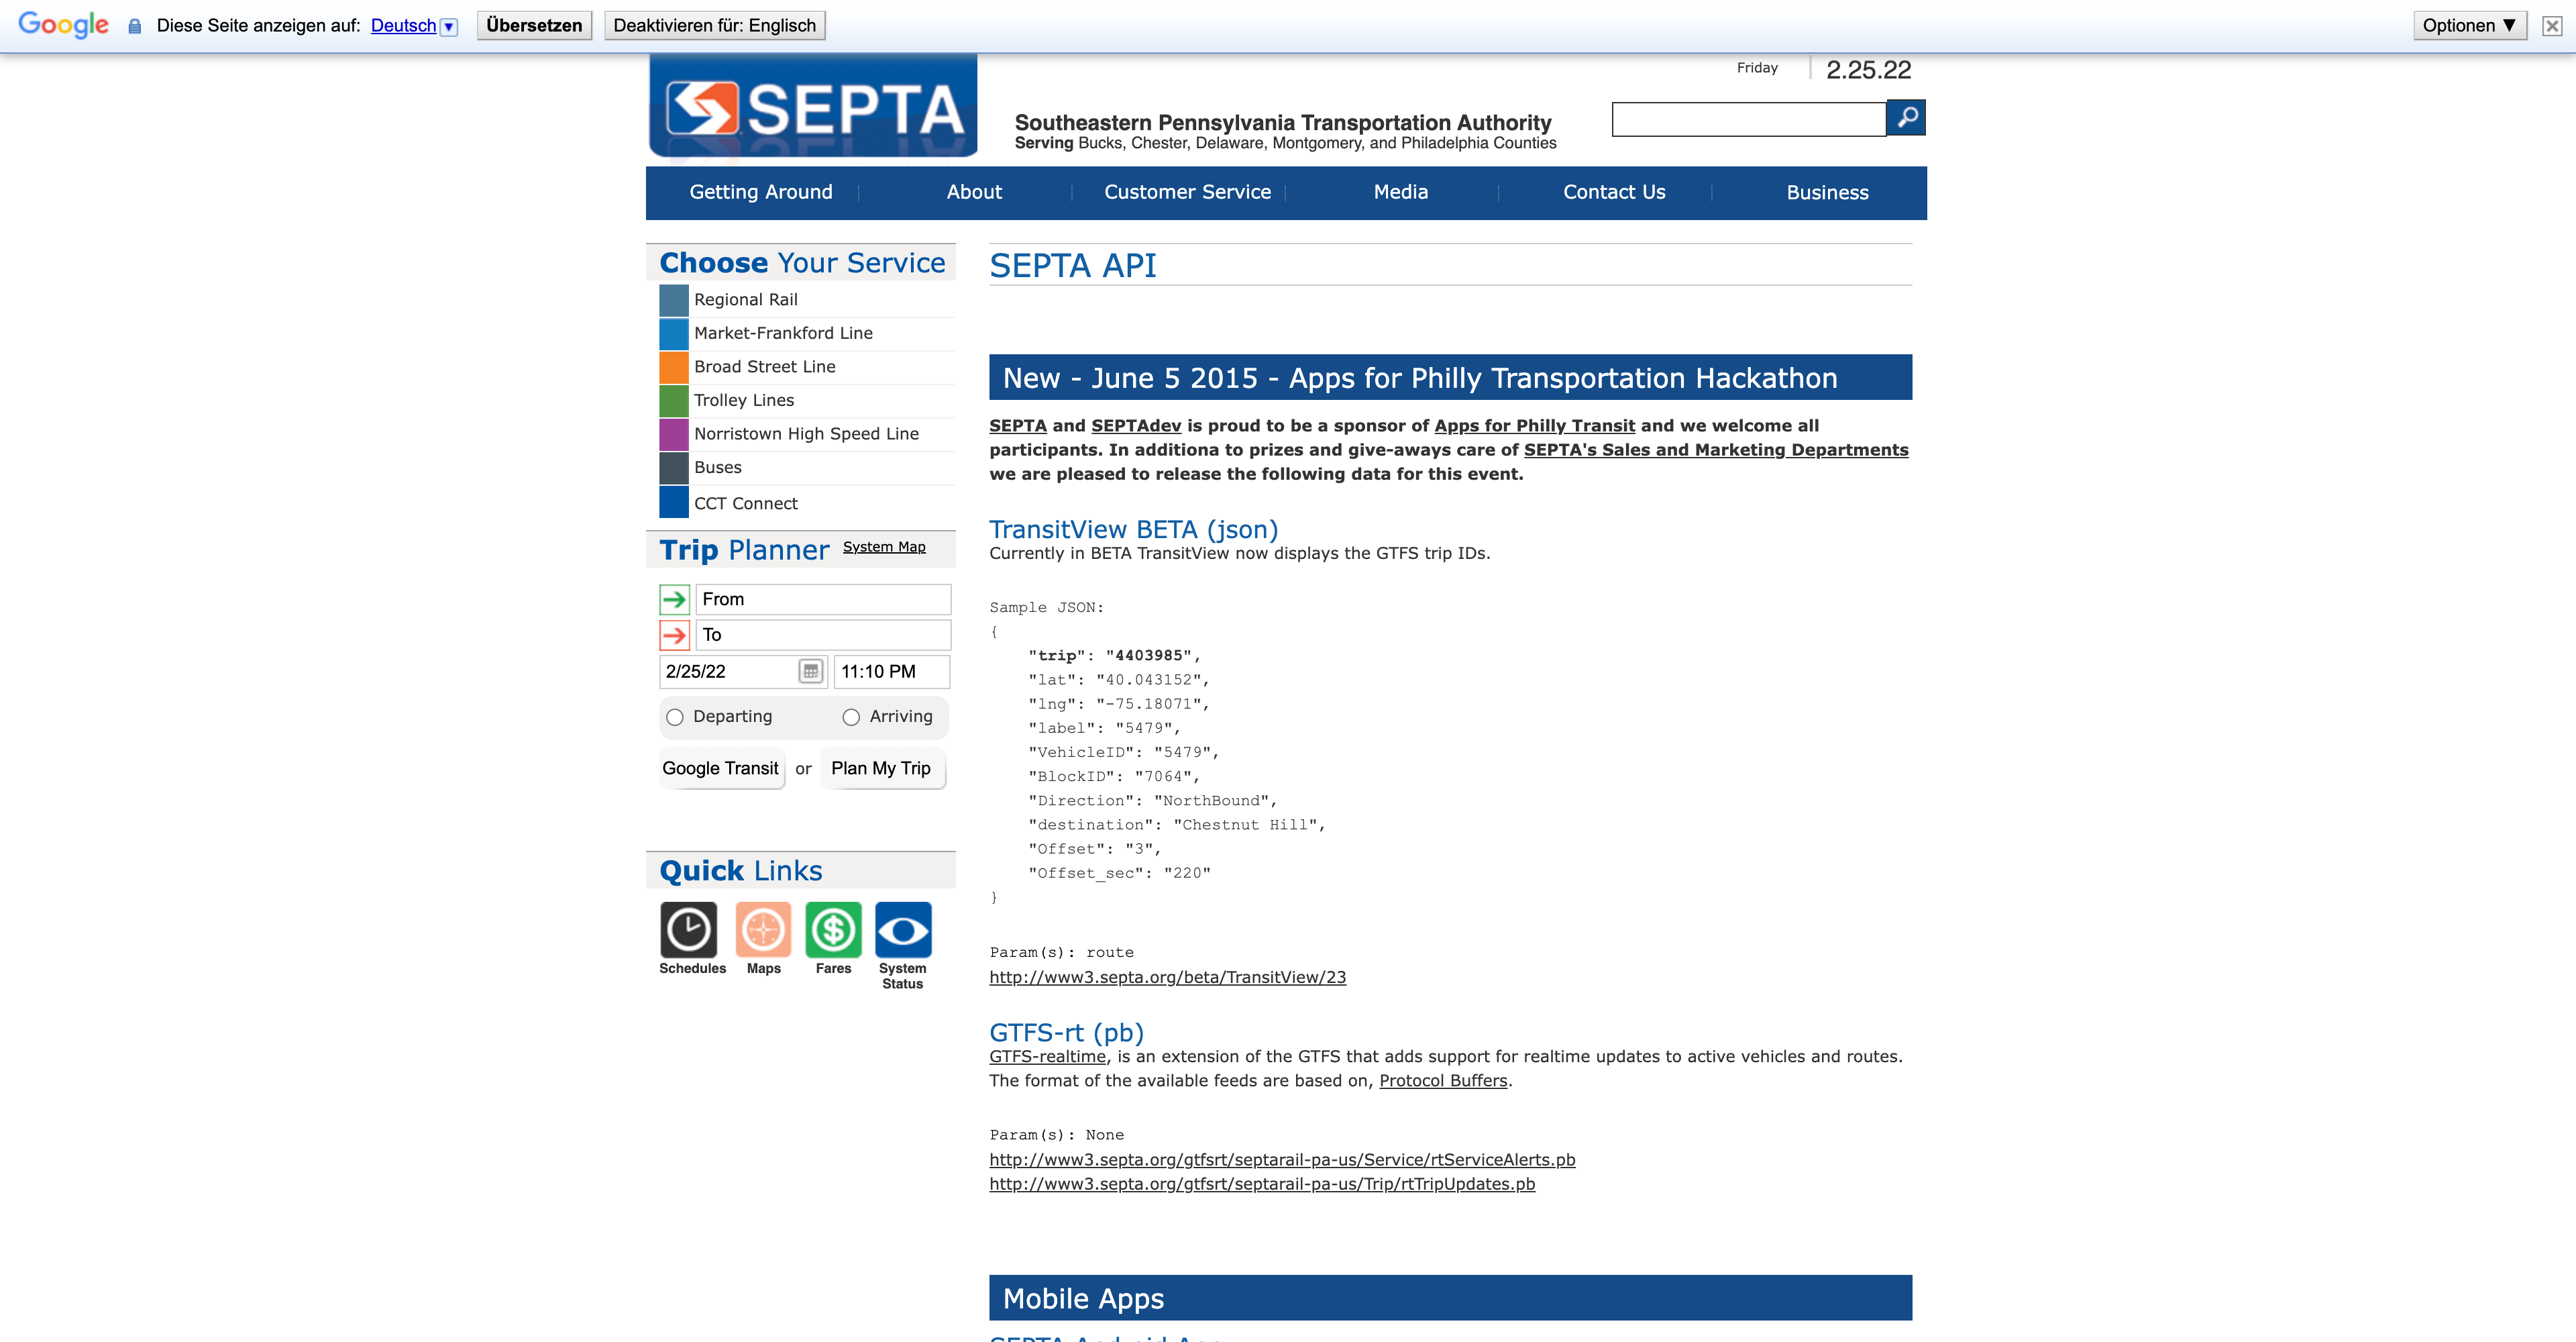 Google Diese Seite anzeigen auf: Deutsch Übersetzen Deaktivieren für: Englisch Optionen ▼
SEPTA
Friday 2.25.22
Southeastern Pennsylvania Transportation Authority
Serving Bucks, Chester, Delaware, Montgomery, and Philadelphia Counties
Getting Around About Customer Service Media Contact Us Business
Choose Your Service
Regional Rail
Market-Frankford Line
Broad Street Line
Trolley Lines
Norristown High Speed Line
Buses
CCT Connect
Trip Planner System Map
From
To
2/25/22 11:10 PM
Departing Arriving
Google Transit or Plan My Trip
Quick Links
Schedules Maps Fares System
Status
SEPTA API
New - June 5 2015 - Apps for Philly Transportation Hackathon
SEPTA and SEPTAdev is proud to be a sponsor of Apps for Philly Transit and we welcome all
participants. In additiona to prizes and give-aways care of SEPTA's Sales and Marketing Departments
we are pleased to release the following data for this event.
TransitView BETA (json)
Currently in BETA TransitView now displays the GTFS trip IDs.
Sample JSON:
{
"trip": "4403985",
"lat": "40.043152",
"lng": "-75.18071",
"label": "5479",
"VehicleID": "5479",
"BlockID": "7064",
"Direction": "NorthBound",
"destination": "Chestnut Hill",
"Offset": "3",
"Offset_sec": "220"
}
Param(s): route
http://www3.septa.org/beta/TransitView/23
GTFS-rt (pb)
GTFS-realtime, is an extension of the GTFS that adds support for realtime updates to active vehicles and routes.
The format of the available feeds are based on, Protocol Buffers.
Param(s): None
http://www3.septa.org/gtfsrt/septarail-pa-us/Service/rtServiceAlerts.pb
http://www3.septa.org/gtfsrt/septarail-pa-us/Trip/rtTripUpdates.pb
Mobile Apps